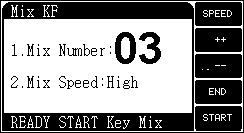 Mix KF
1.Mix Number:03
2.Mix Speed:High
READY START Key Mix
SPEED
++
--
END
START